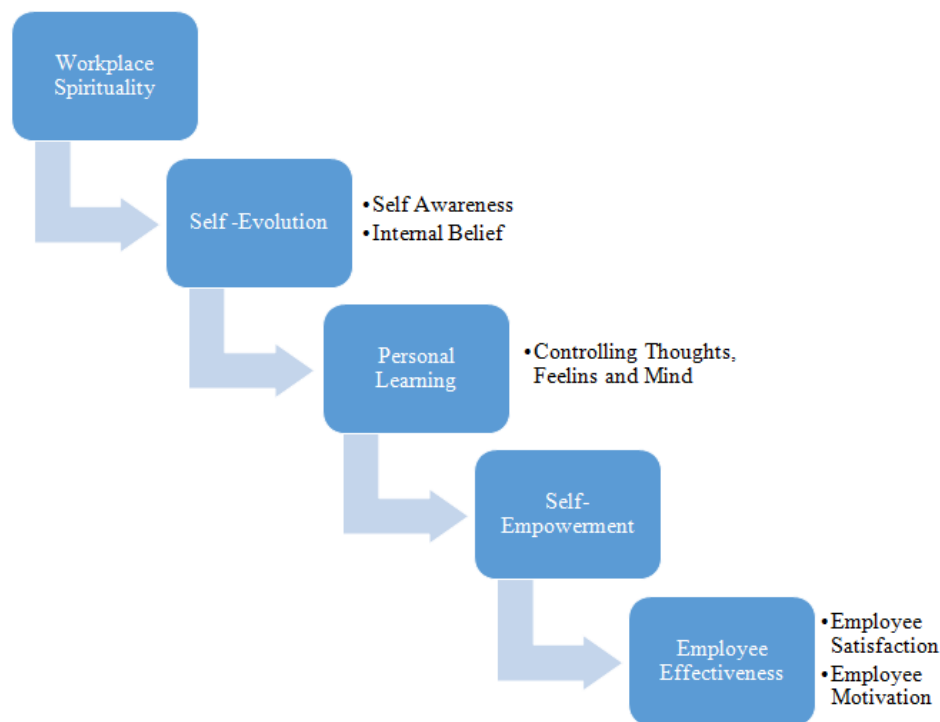 Workplace
Spirituality
Self -Evolution
•Self Awareness
•Internal Belief
Personal
Learning
•Controlling Thoughts,
Feelins and Mind
Self-
Empowerment
Employee
Effectiveness
•Employee
Satisfaction
•Employee
Motivation